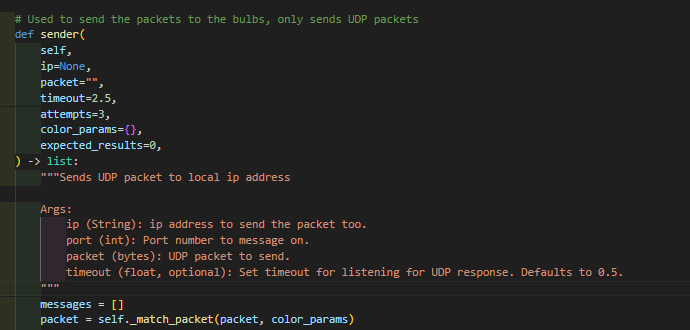 # Used to send the packets to the bulbs, only sends UDP packets
def sender(
    self,
    ip=None,
    packet="",
    timeout=2.5,
    attempts=3,
    color_params={},
    expected_results=0,
) -> list:
    """Sends UDP packet to local ip address

    Args:
        ip (String): ip address to send the packet too.
        port (int): Port number to message on.
        packet (bytes): UDP packet to send.
        timeout (float, optional): Set timeout for listening for UDP response. Defaults to 0.5.
    """
    messages = []
    packet = self._match_packet(packet, color_params)